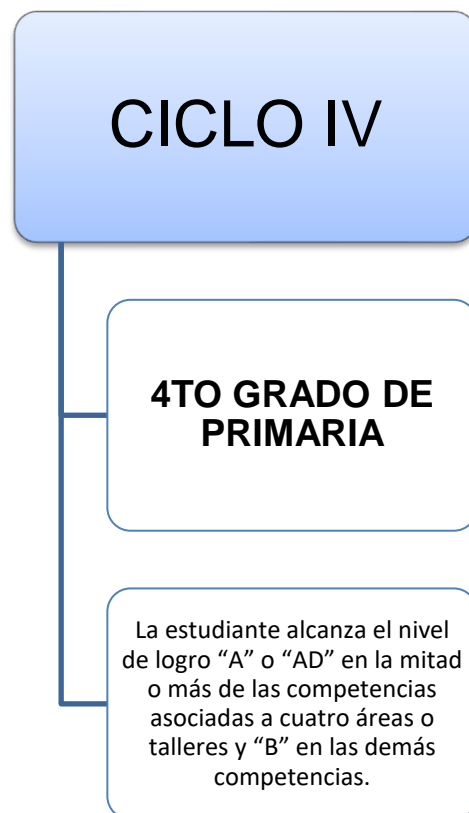 CICLO IV
4TO GRADO DE
PRIMARIA
La estudiante alcanza el nivel
de logro “A” o “AD” en la mitad
o más de las competencias
asociadas a cuatro áreas o
talleres y “B” en las demás
competencias.